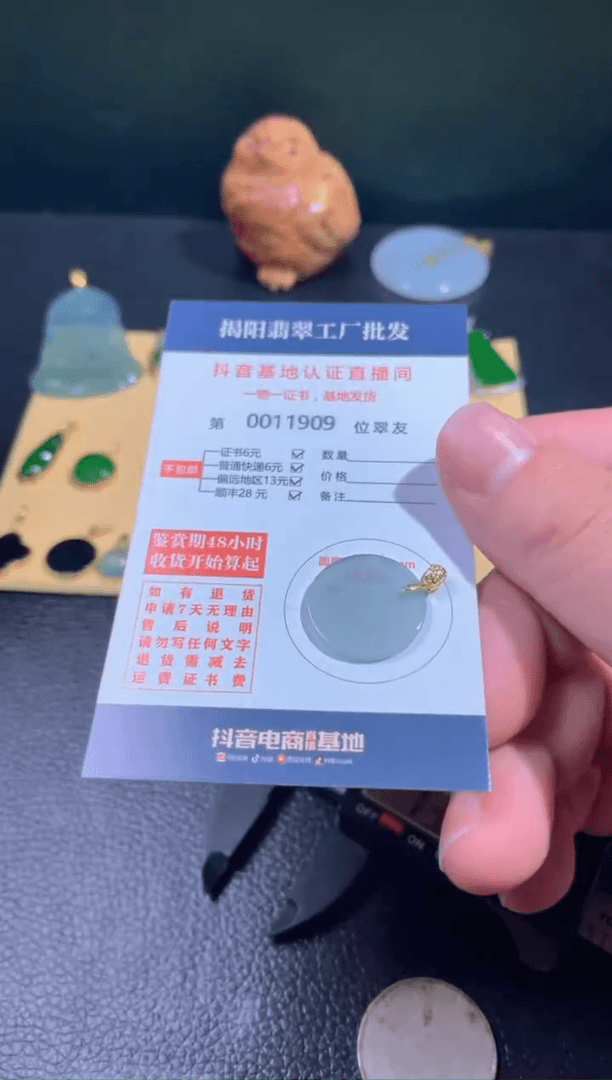 揭阳翡翠工厂批发
抖音基地认证直播间
一物一证书，基地发货
第 0011909 位翠友
不包邮
证书6元
普通快递6元
偏远地区13元
顺丰28 元
数量
价格
备注
鉴赏期48小时
收货开始算起
如有退货
申请7天无理由
售后说明
请勿写任何文字
退货需减去
运费证书费
抖音电商直播基地
OFF
ON